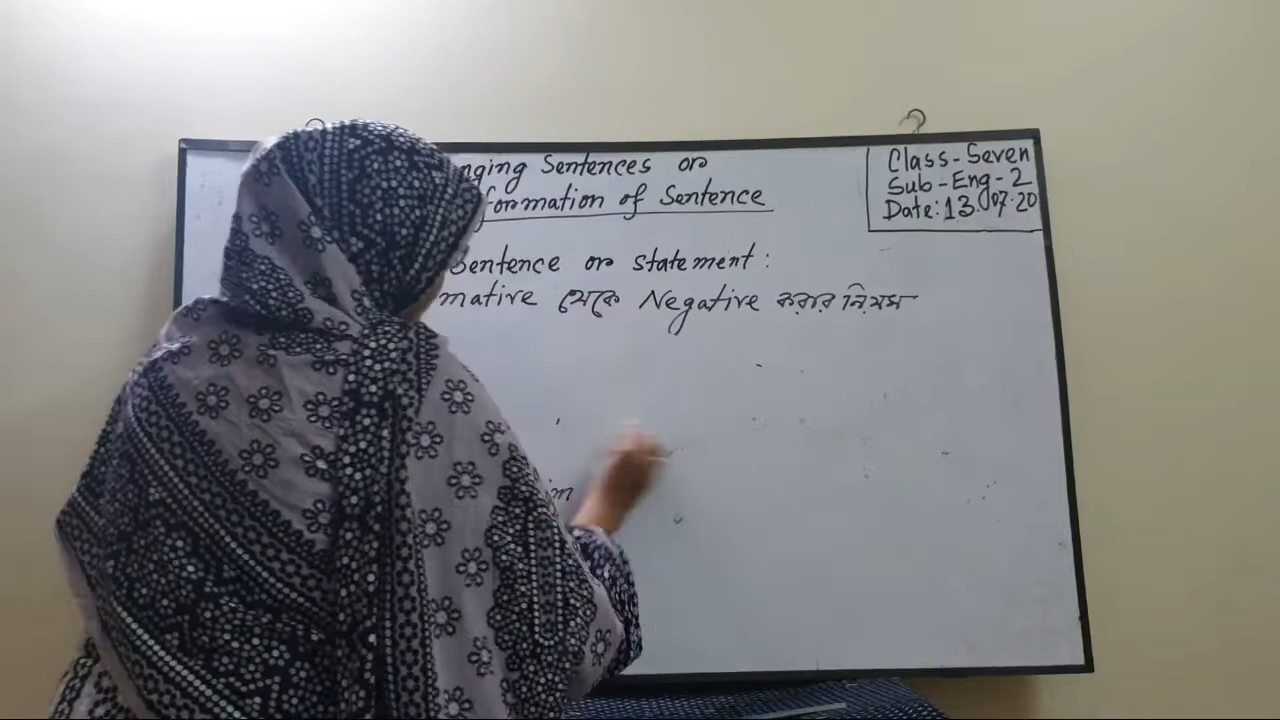 nging Sentences or
formation of Sentence
Class-Seven
Sub-Eng-2
Date: 13.07.20
Sentence or statement:
mative থেকে Negative করার নিয়ম
im